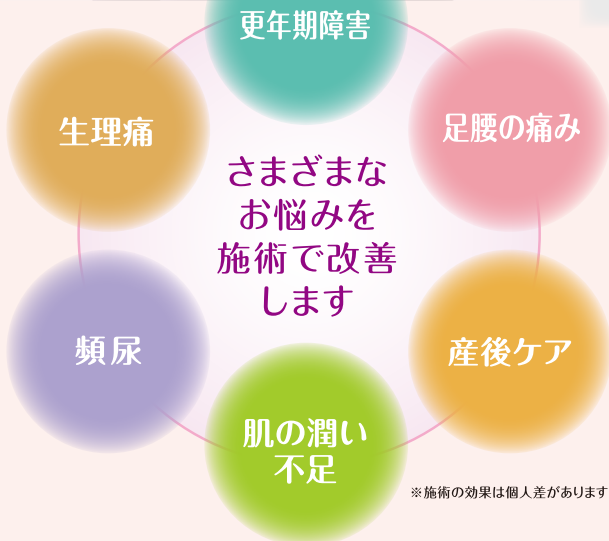 更年期障害
生理痛
足腰の痛み
さまざまな
お悩みを
施術で改善
します
頻尿
産後ケア
肌の潤い
不足
※施術の効果は個人差があります